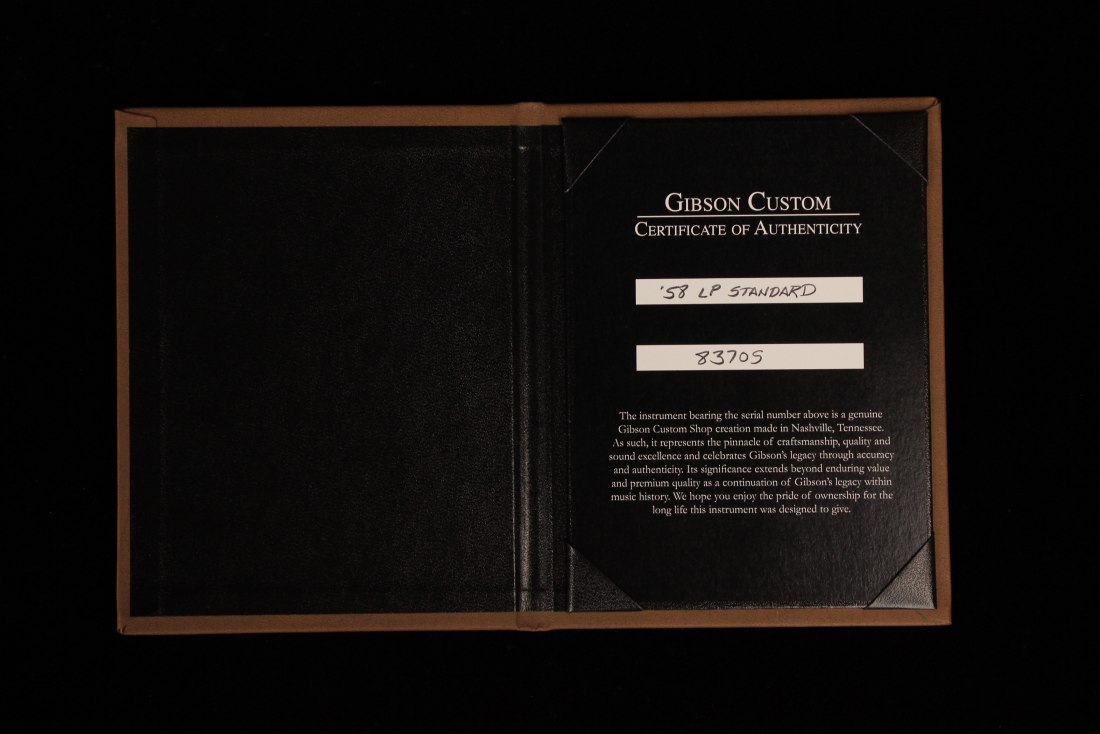 GIBSON CUSTOM
CERTIFICATE OF AUTHENTICITY
'58 LP STANDARD
83705
The instrument bearing the serial number above is a genuine
Gibson Custom Shop creation made in Nashville, Tennessee.
As such, it represents the pinnacle of craftsmanship, quality and
sound excellence and celebrates Gibson's legacy through accuracy
and authenticity. Its significance extends beyond enduring value
and premium quality as a continuation of Gibson's legacy within
music history. We hope you enjoy the pride of ownership for the
long life this instrument was designed to give.